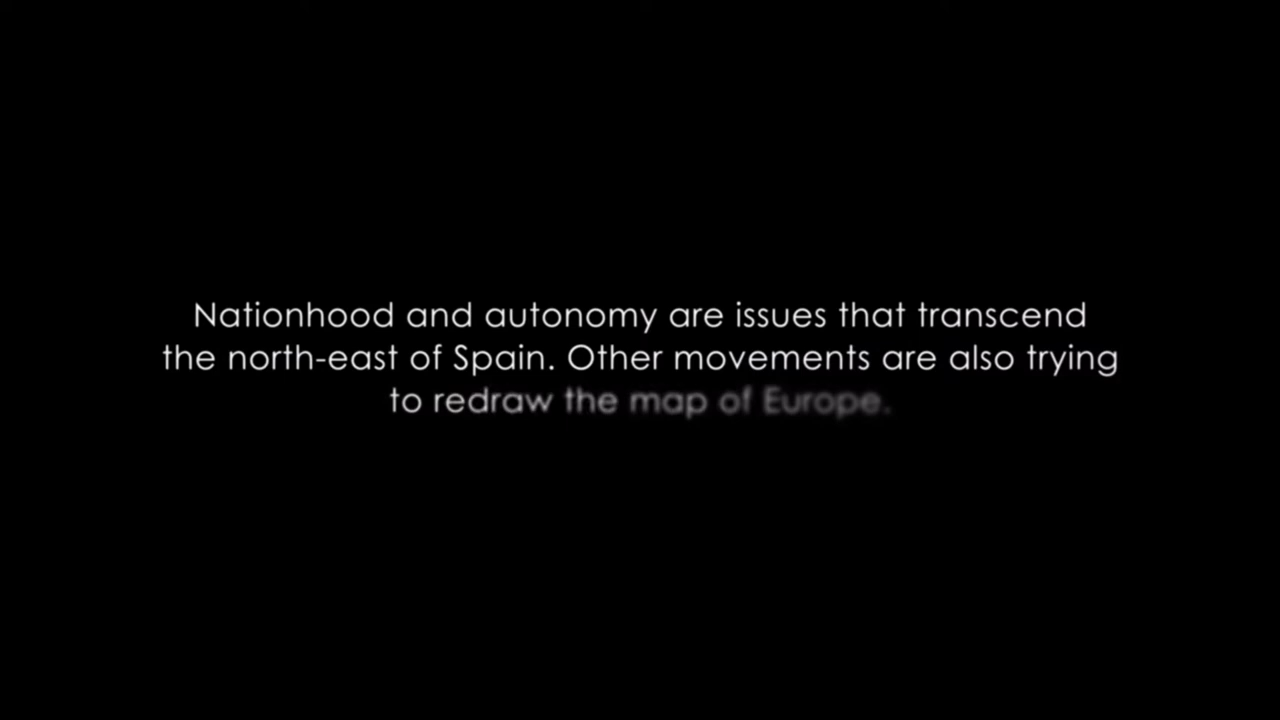 Nationhood and autonomy are issues that transcend
the north-east of Spain. Other movements are also trying
to redraw the map of Europe.